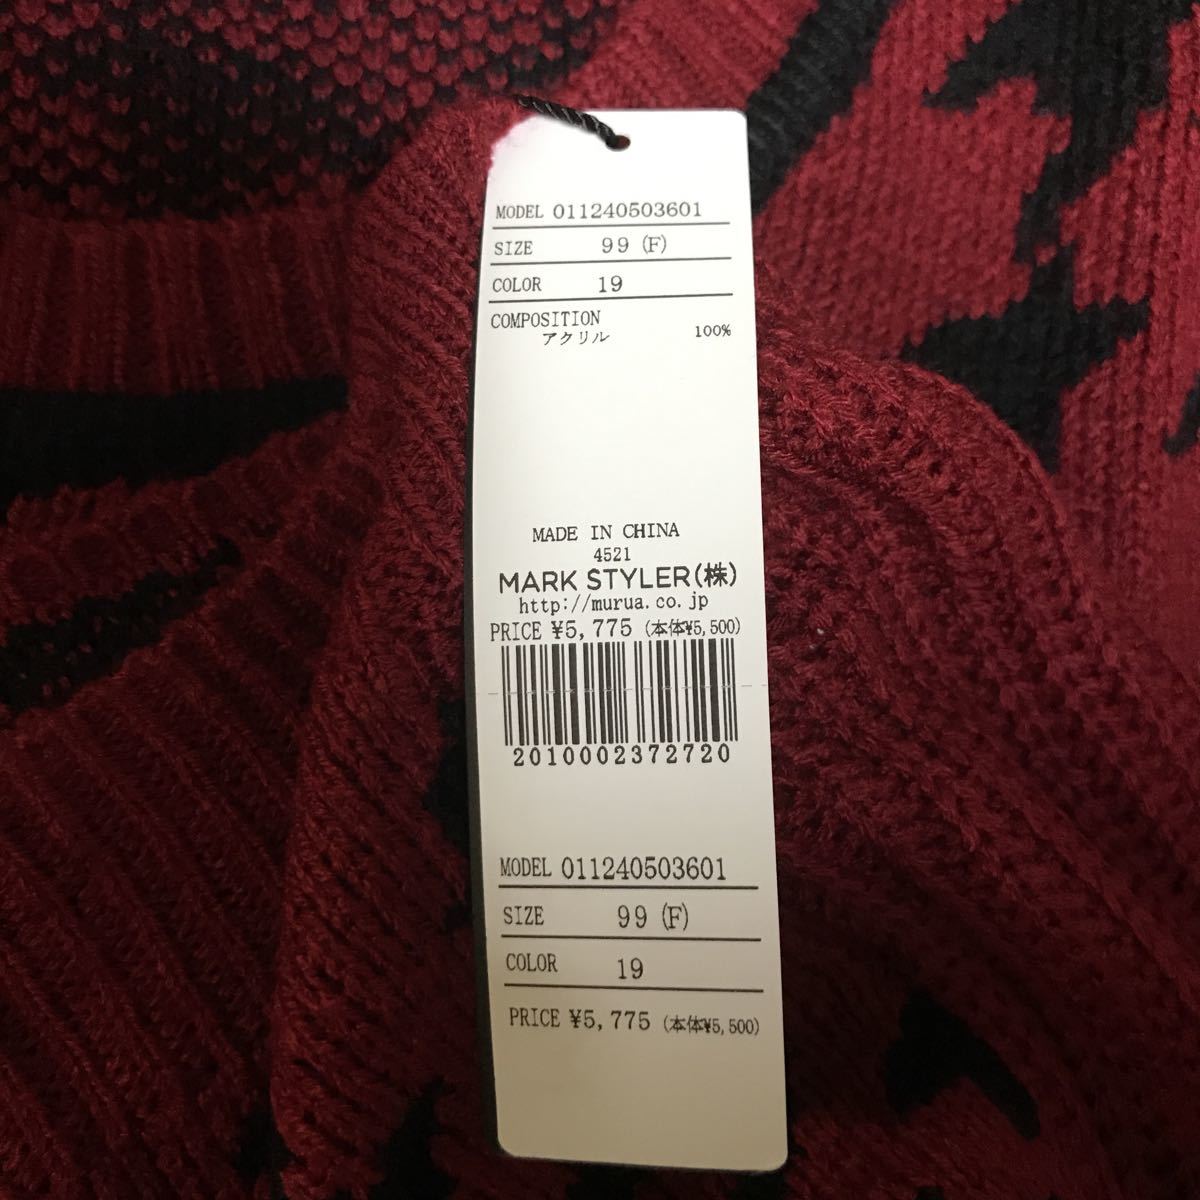 MODEL 011240503601
SIZE 99 (F)
COLOR 19
COMPOSITION
アクリル 100%
MADE IN CHINA
4521
MARK STYLER(株)
http://murua.co.jp
PRICE ¥5,775 (本体¥5,500)
2010002372720
MODEL 011240503601
SIZE 99 (F)
COLOR 19
PRICE ¥5,775 (本体¥5,500)